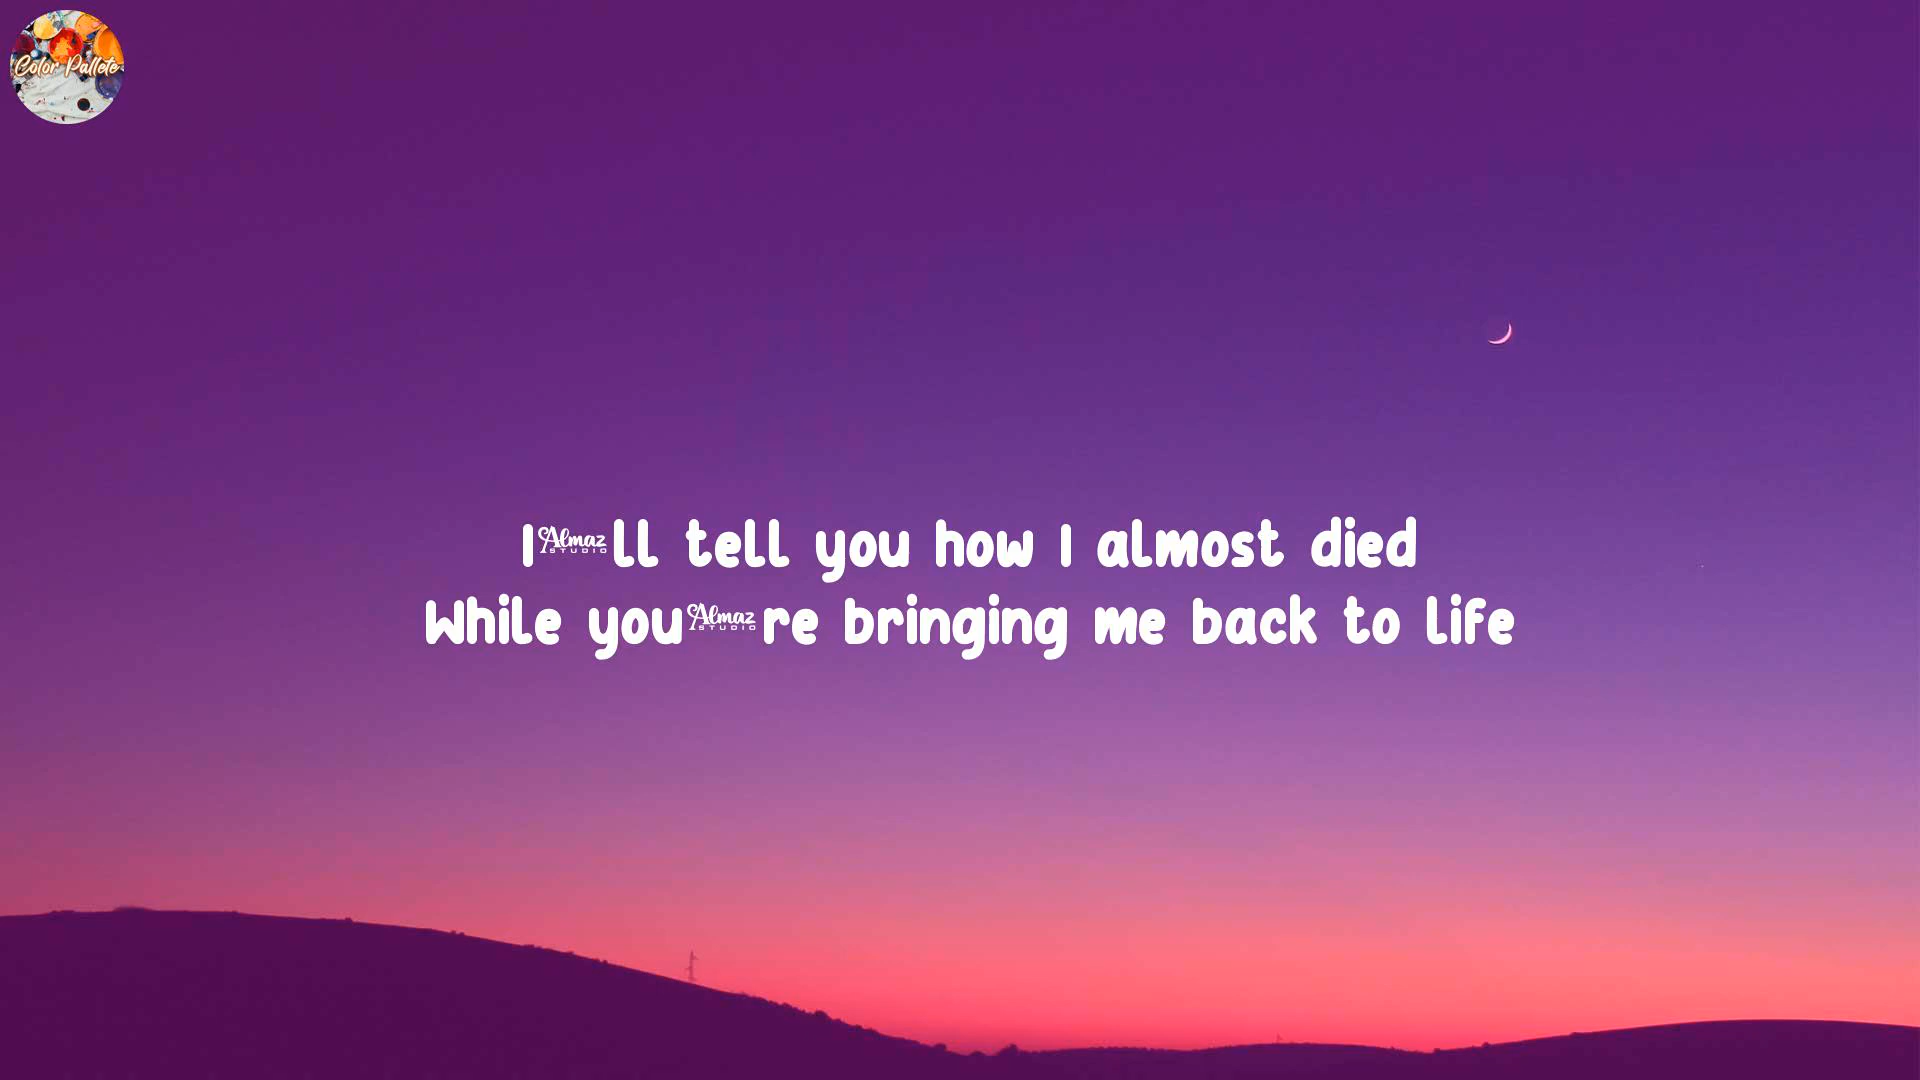 Color Pallete
I Almaz STUDIO ll tell you how I almost died
While you Almaz STUDIO re bringing me back to life